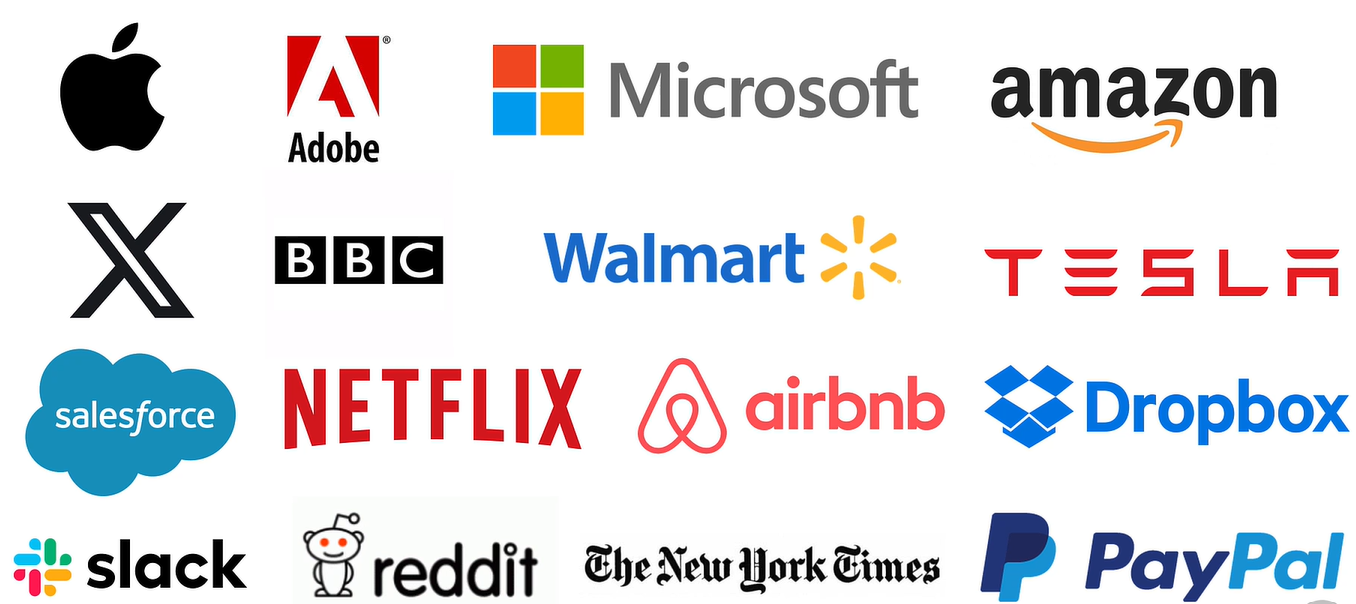 Adobe®
Microsoft
amazon
X
BBC
Walmart
TESLA
salesforce
NETFLIX
airbnb
Dropbox
slack
reddit
The New York Times
PayPal